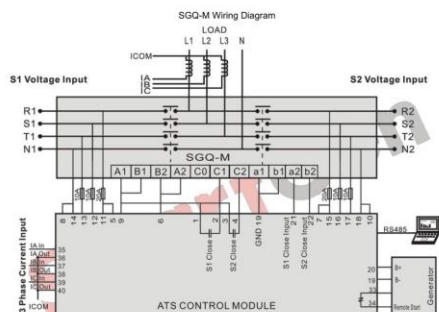 SGQ-M Wiring Diagram
LOAD
L1 L2 L3 N
ICOM
IA
IB
IC
S1 Voltage Input
S2 Voltage Input
R1 R2
S1 S2
T1 T2
N1 N2
SGQ-M
A1 B1 B2 A2 C0 C1 C2 a1 b1 a2 b2
8 14 13 12 11 5 9 6 1 2 3 4 GND 19 21 22 7 15 16 17 18 10
S1 Close
S2 Close
S1 Close Input
S2 Close Input
RS485
3 Phase Current Input
IA In 35
IA Out 36
37
38
39
IC Out 40
ICOM
ATS CONTROL MODULE
20 B+
19 B-
33
34 Remote Start
Generator